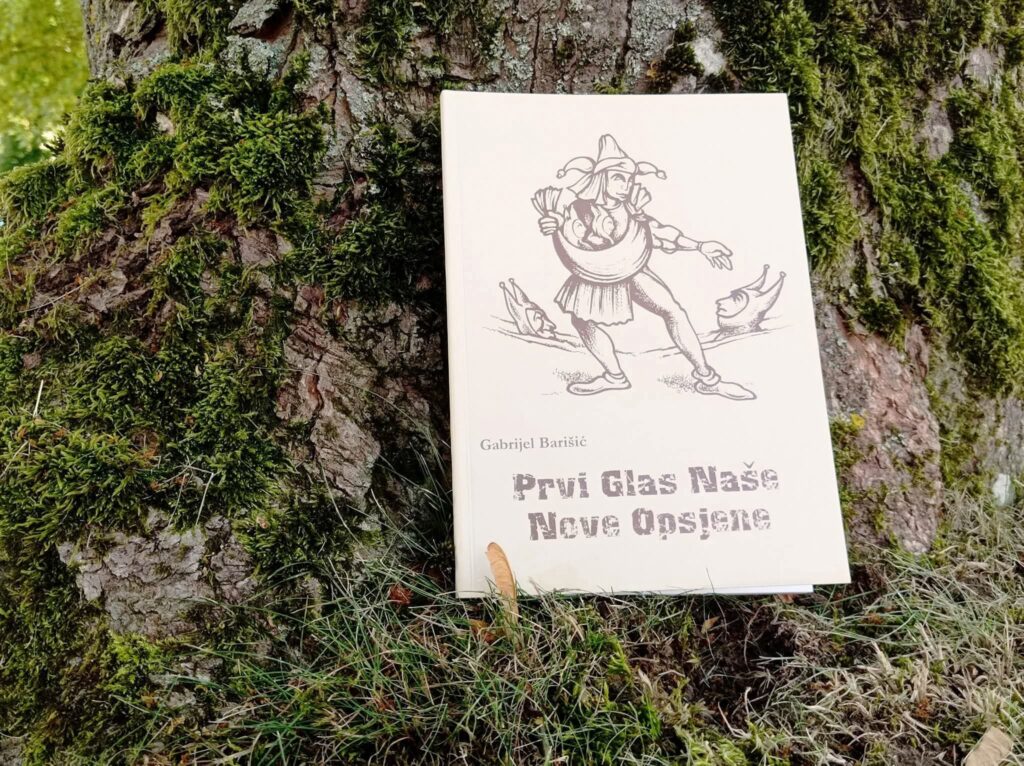 Gabrijel Barišić
Prvi Glas Naše
Nove Opsjene